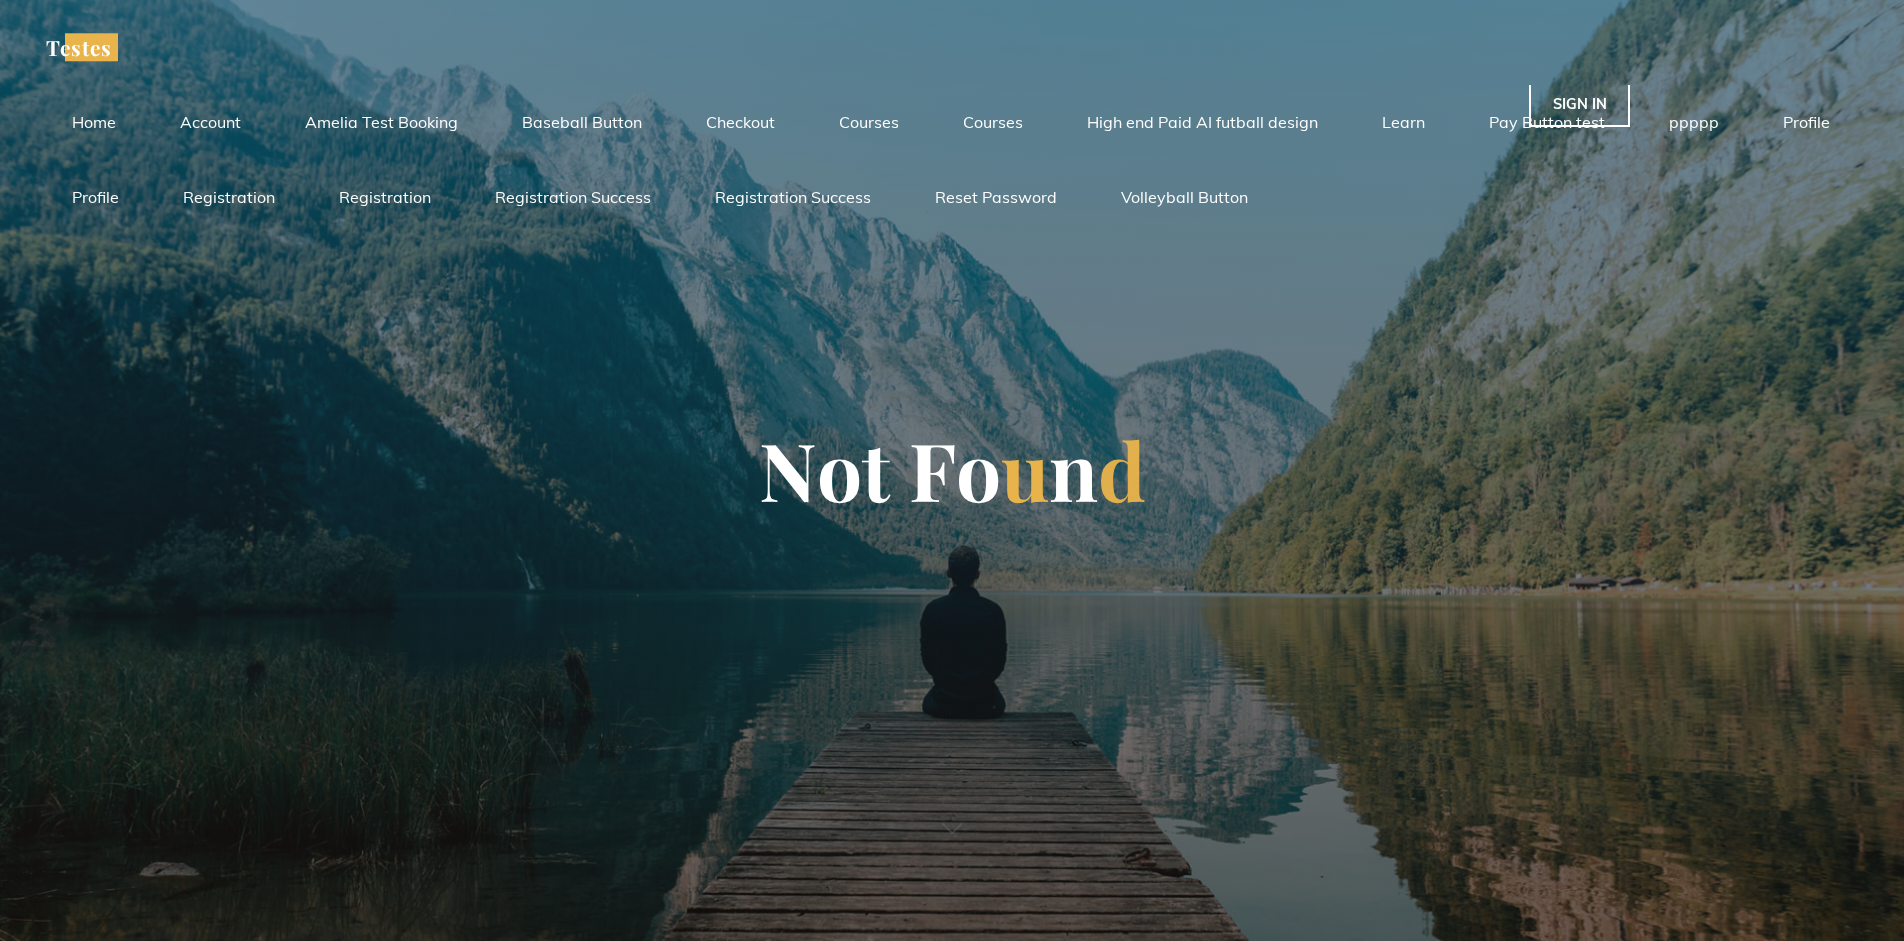 Testes
SIGN IN
Home Account Amelia Test Booking Baseball Button Checkout Courses Courses High end Paid AI futball design Learn Pay Button test ppppp Profile
Profile Registration Registration Registration Success Registration Success Reset Password Volleyball Button
Not Found